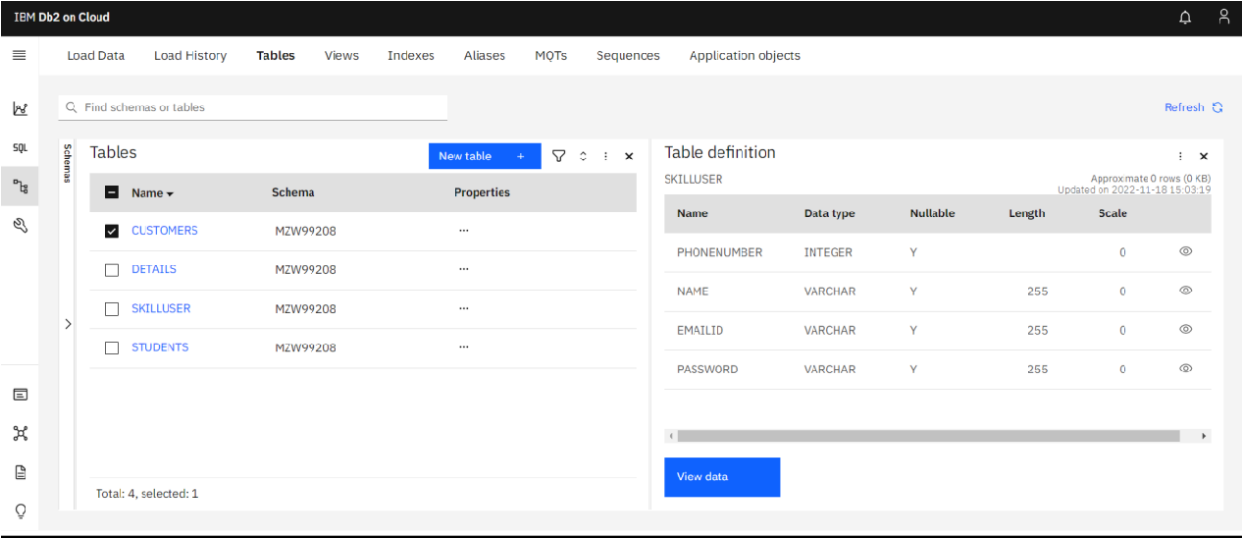 IBM Db2 on Cloud
Load Data Load History Tables Views Indexes Aliases MQTs Sequences Application objects
Find schemas or tables
Refresh
SQL
Schemas
Tables
New table +
Name Schema Properties
CUSTOMERS MZW99208 ...
DETAILS MZW99208 ...
SKILLUSER MZW99208 ...
STUDENTS MZW99208 ...
Total: 4, selected: 1
Table definition
SKILLUSER
Approximate 0 rows (0 KB)
Updated on 2022-11-18 15:03:19
Name Data type Nullable Length Scale
PHONENUMBER INTEGER Y 0
NAME VARCHAR Y 255 0
EMAILID VARCHAR Y 255 0
PASSWORD VARCHAR Y 255 0
View data